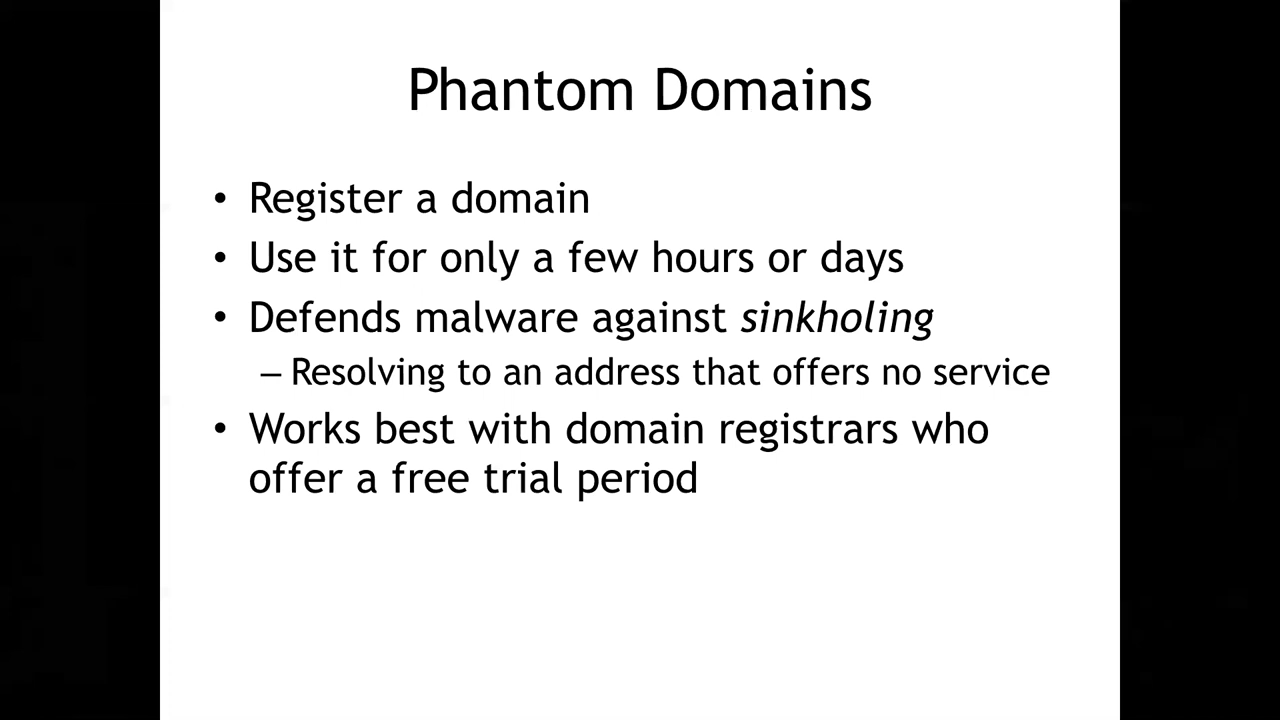 Phantom Domains
• Register a domain
• Use it for only a few hours or days
• Defends malware against sinkholing
– Resolving to an address that offers no service
• Works best with domain registrars who
offer a free trial period